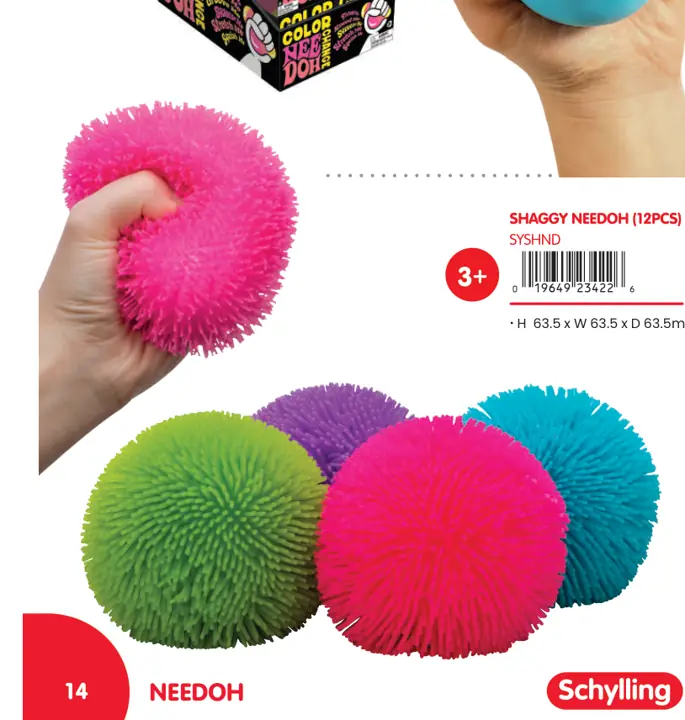 COLOR
COLOR
NEE
DOH
CHANGE
SHAGGY NEEDOH (12PCS)
SYSHND
3+
0 19649 23422 6
• H 63.5 x W 63.5 x D 63.5m
14
NEEDOH
Schylling